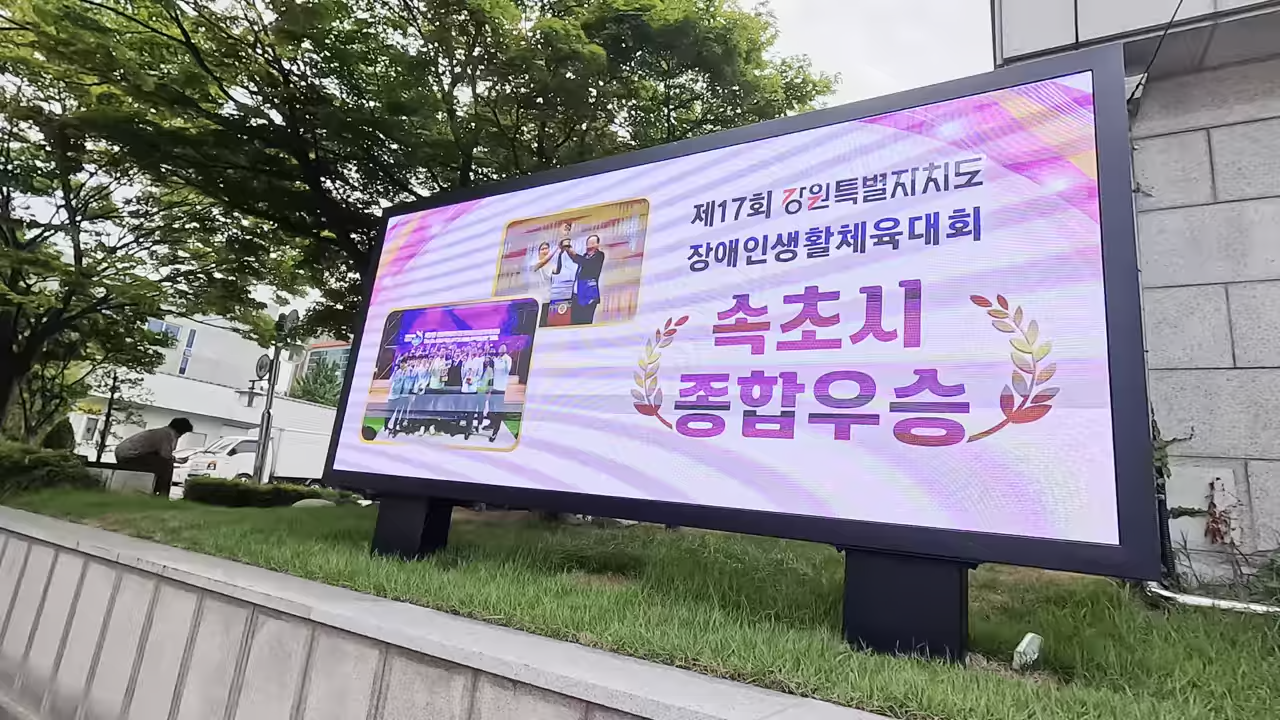 제17회 강원특별자치도
장애인생활체육대회
속초시
종합우승